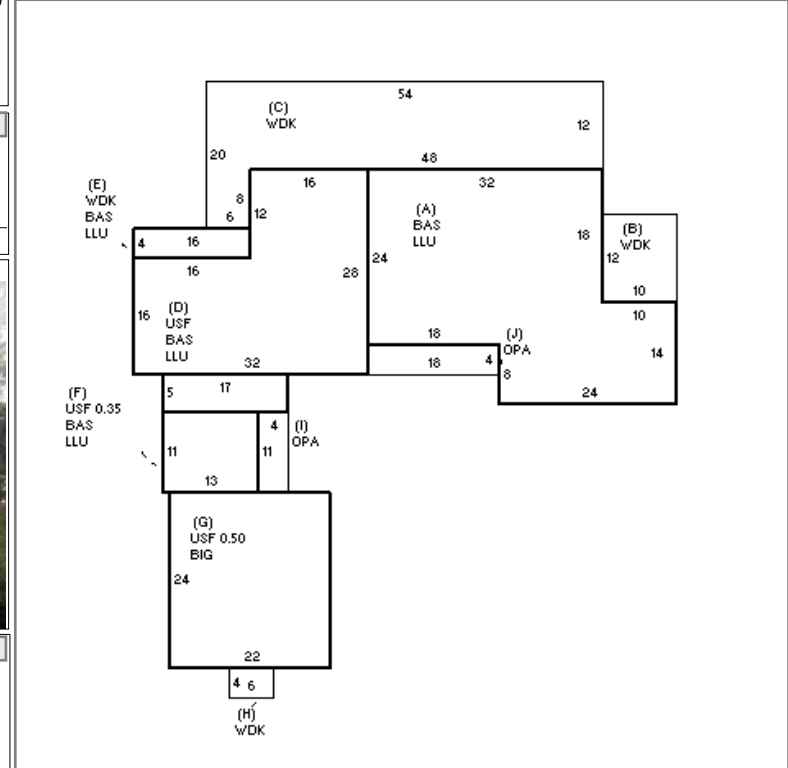 54
(C)
WDK
12
20
48
(E)
WDK
BAS
LLU
16
32
8
6
12
(A)
BAS
LLU
18
(B)
WDK
4
16
24
12
16
28
10
10
(D)
USF
BAS
LLU
16
18
(J)
OPA
18
4
8
14
32
24
(F)
USF 0.35
BAS
LLU
5
17
4
(I)
OPA
11
11
13
(G)
USF 0.50
BIG
24
22
4
6
(H)
WDK